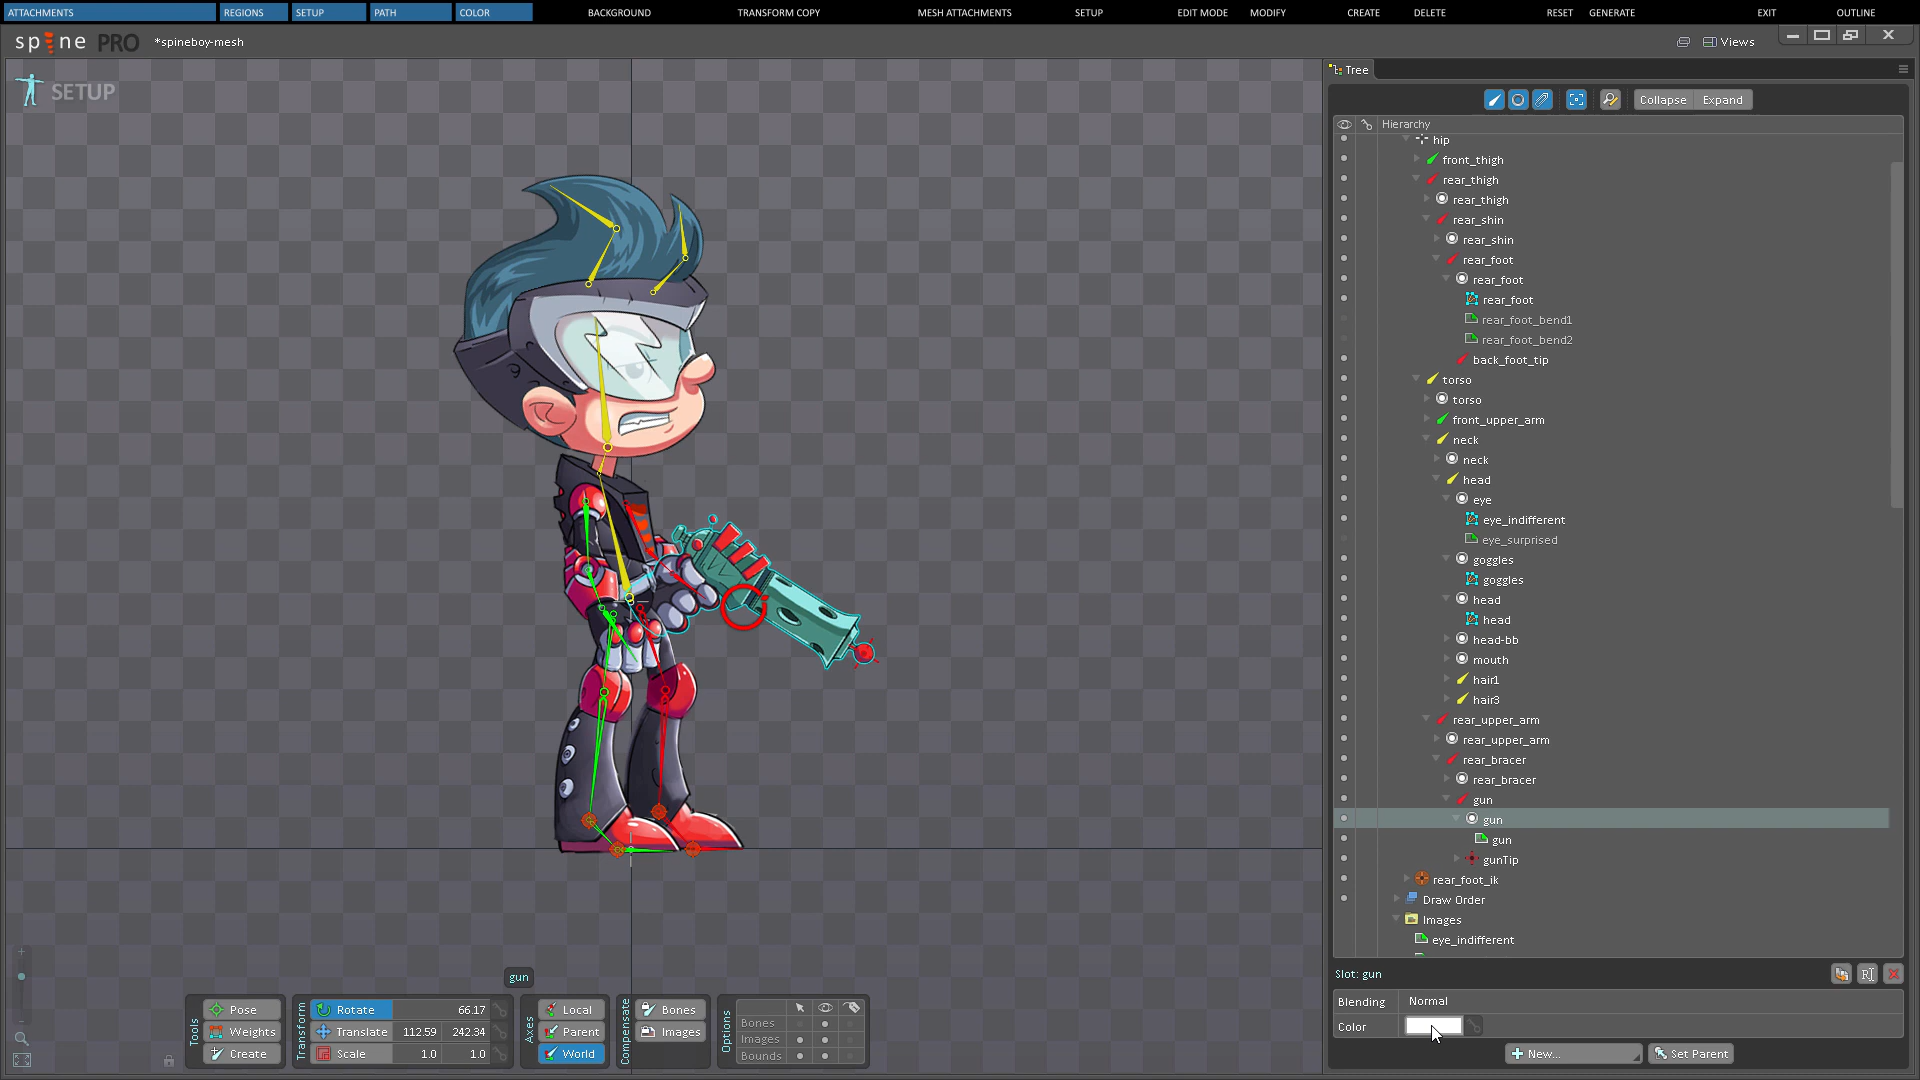 ATTACHMENTS REGIONS SETUP PATH COLOR BACKGROUND TRANSFORM COPY MESH ATTACHMENTS SETUP EDIT MODE MODIFY CREATE DELETE RESET GENERATE EXIT OUTLINE
spine PRO *spineboy-mesh Views
SETUP
Tree
Collapse Expand
Hierarchy
hip
front_thigh
rear_thigh
rear_thigh
rear_shin
rear_shin
rear_foot
rear_foot
rear_foot
rear_foot_bend1
rear_foot_bend2
back_foot_tip
torso
torso
front_upper_arm
neck
neck
head
eye
eye_indifferent
eye_surprised
goggles
goggles
head
head
head-bb
mouth
hair1
hair3
rear_upper_arm
rear_upper_arm
rear_bracer
rear_bracer
gun
gun
gun
gunTip
rear_foot_ik
Draw Order
Images
eye_indifferent
Slot: gun
Blending Normal
Color
New... Set Parent
gun
Tools
Pose
Weights
Create
Transform
Rotate 66.17
Translate 112.59 242.34
Scale 1.0 1.0
Axes
Local
Parent
World
Compensate
Bones
Images
Options
Bones
Images
Bounds